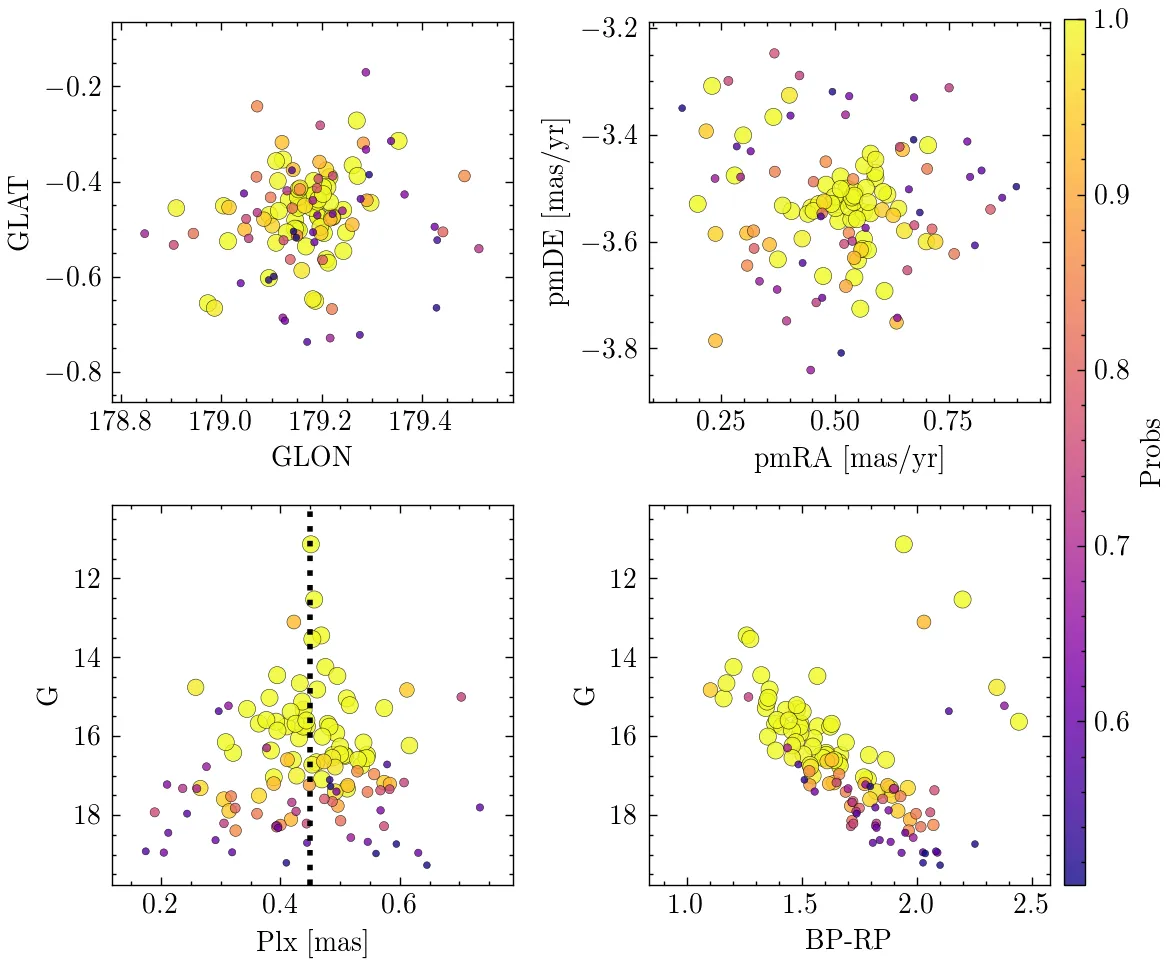 −0.2
−0.4
−0.6
−0.8
GLAT
178.8 179.0 179.2 179.4
GLON
−3.2
−3.4
−3.6
−3.8
pmDE [mas/yr]
0.25 0.50 0.75
pmRA [mas/yr]
12
14
16
18
G
0.2 0.4 0.6
Plx [mas]
12
14
16
18
G
1.0 1.5 2.0 2.5
BP-RP
1.0
0.9
0.8
0.7
0.6
Probs